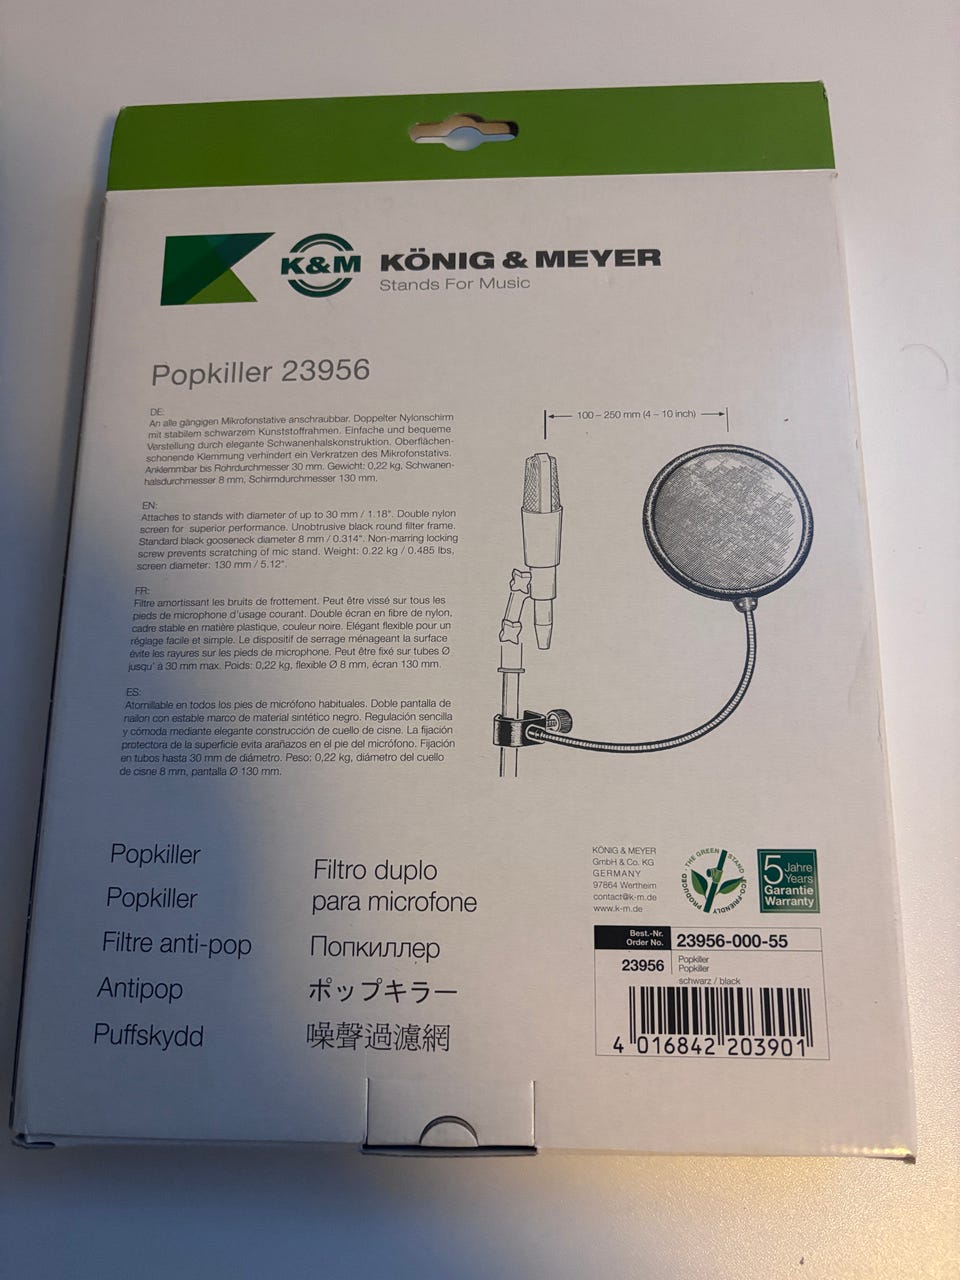 K&M
KÖNIG & MEYER
Stands For Music
Popkiller 23956
DE:
An alle gängigen Mikrofonstative anschraubbar. Doppelter Nylonschirm
mit stabilem schwarzem Kunststoffrahmen. Einfache und bequeme
Verstellung durch elegante Schwanenhalskonstruktion. Oberflächen-
schonende Klemmung verhindert ein Verkratzen des Mikrofonstativs.
Anklemmbar bis Rohrdurchmesser 30 mm. Gewicht: 0,22 kg, Schwanen-
halsdurchmesser 8 mm, Schirmdurchmesser 130 mm.
EN:
Attaches to stands with diameter of up to 30 mm / 1.18". Double nylon
screen for superior performance. Unobtrusive black round filter frame.
Standard black gooseneck diameter 8 mm / 0.314". Non-marring locking
screw prevents scratching of mic stand. Weight: 0.22 kg / 0.485 lbs,
screen diameter: 130 mm / 5.12".
FR:
Filtre amortissant les bruits de frottement. Peut être vissé sur tous les
pieds de microphone d'usage courant. Double écran en fibre de nylon,
cadre stable en matière plastique, couleur noire. Elégant flexible pour un
réglage facile et simple. Le dispositif de serrage ménageant la surface
évite les rayures sur les pieds de microphone. Peut être fixé sur tubes Ø
jusqu' à 30 mm max. Poids: 0,22 kg, flexible Ø 8 mm, écran 130 mm.
ES:
Atornillable en todos los pies de micrófono habituales. Doble pantalla de
nailon con estable marco de material sintético negro. Regulación sencilla
y cómoda mediante elegante construcción de cuello de cisne. La fijación
protectora de la superficie evita arañazos en el pie del micrófono. Fijación
en tubos hasta 30 mm de diámetro. Peso: 0,22 kg, diámetro del cuello
de cisne 8 mm, pantalla Ø 130 mm.
100 – 250 mm (4 – 10 inch)
Popkiller
Popkiller
Filtre anti-pop
Antipop
Puffskydd
Filtro duplo
para microfone
Попкиллер
ポップキラー
噪聲過濾網
KÖNIG & MEYER
GmbH & Co. KG
GERMANY
97864 Wertheim
contact@k-m.de
www.k-m.de
THE GREEN STAND
PRODUCED ECO-FRIENDLY
5 Jahre
Years
Garantie
Warranty
Best.-Nr.
Order No.
23956-000-55
23956
Popkiller
Popkiller
schwarz / black
4 016842 203901